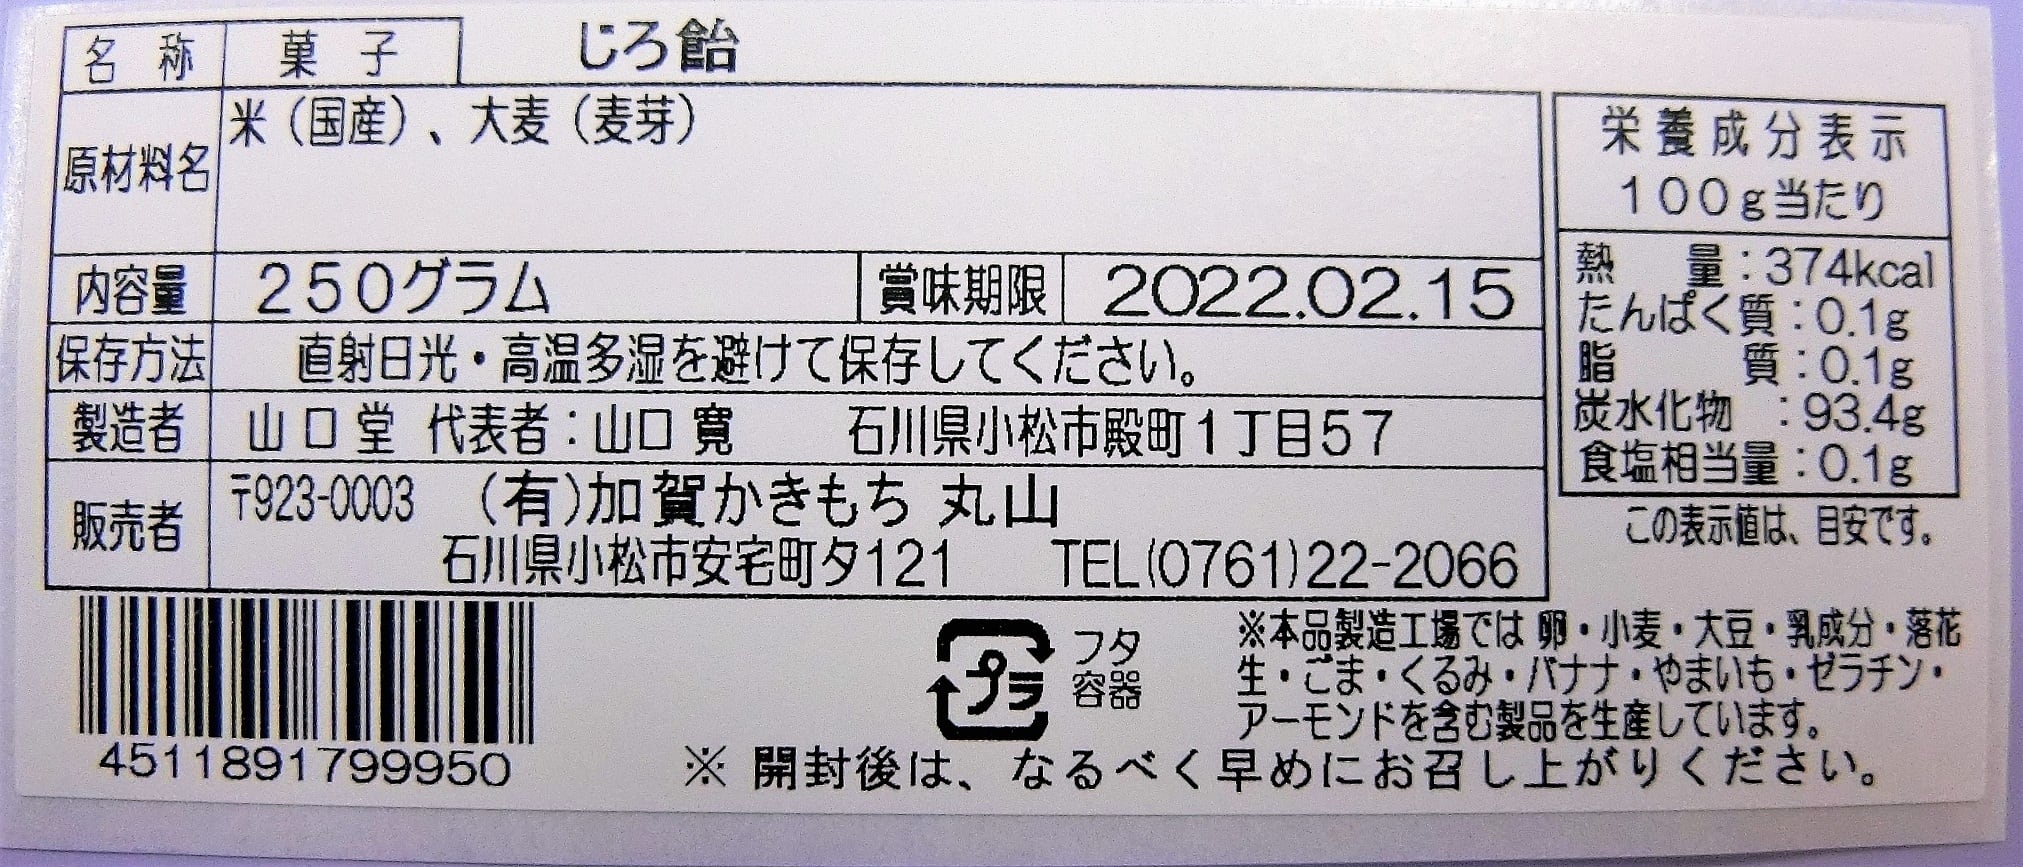 名称 菓子 じろ飴
原材料名 米（国産）、大麦（麦芽）
内容量 250グラム 賞味期限 2022.02.15
保存方法 直射日光・高温多湿を避けて保存してください。
製造者 山口堂 代表者：山口 寛 石川県小松市殿町1丁目57
販売者 〒923-0003 (有)加賀かきもち 丸山
石川県小松市安宅町タ121 TEL(0761)22-2066
栄養成分表示
100g当たり
熱量：374kcal
たんぱく質：0.1g
脂質：0.1g
炭水化物：93.4g
食塩相当量：0.1g
この表示値は、目安です。
4511891799950
プラ
フタ
容器
※本品製造工場では 卵・小麦・大豆・乳成分・落花
生・ごま・くるみ・バナナ・やまいも・ゼラチン・
アーモンドを含む製品を生産しています。
※ 開封後は、なるべく早めにお召し上がりください。